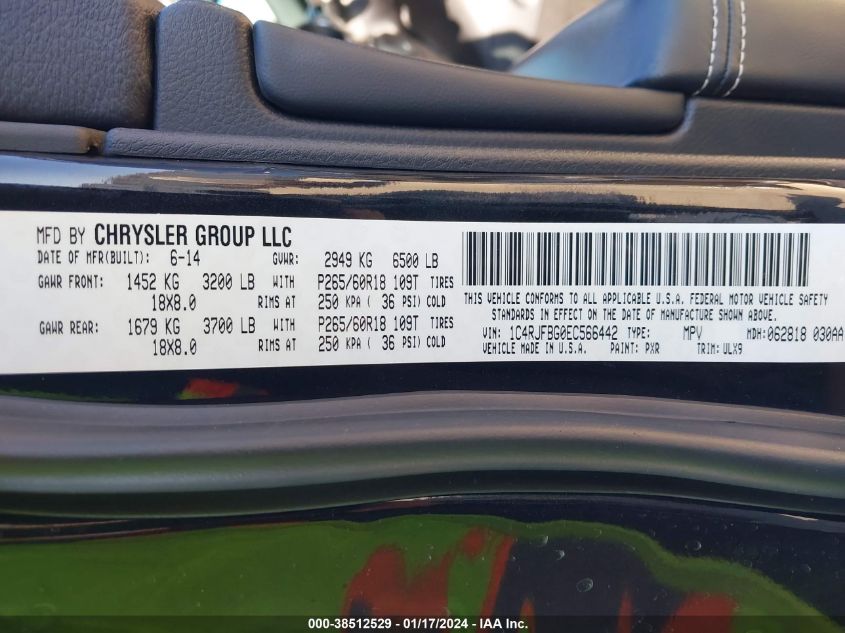 MFD BY CHRYSLER GROUP LLC
DATE OF MFR(BUILT): 6-14 GVWR: 2949 KG 6500 LB
GAWR FRONT: 1452 KG 3200 LB WITH P265/60R18 109T TIRES
18X8.0 RIMS AT 250 KPA ( 36 PSI) COLD
GAWR REAR: 1679 KG 3700 LB WITH P265/60R18 109T TIRES
18X8.0 RIMS AT 250 KPA ( 36 PSI) COLD
THIS VEHICLE CONFORMS TO ALL APPLICABLE U.S.A. FEDERAL MOTOR VEHICLE SAFETY
STANDARDS IN EFFECT ON THE DATE OF MANUFACTURE SHOWN ABOVE.
VIN: 1C4RJFBG0EC566442 TYPE: MPV MDH:062818 030AA
VEHICLE MADE IN U.S.A. PAINT: PXR TRIM: ULX9
000-38512529 - 01/17/2024 - IAA Inc.